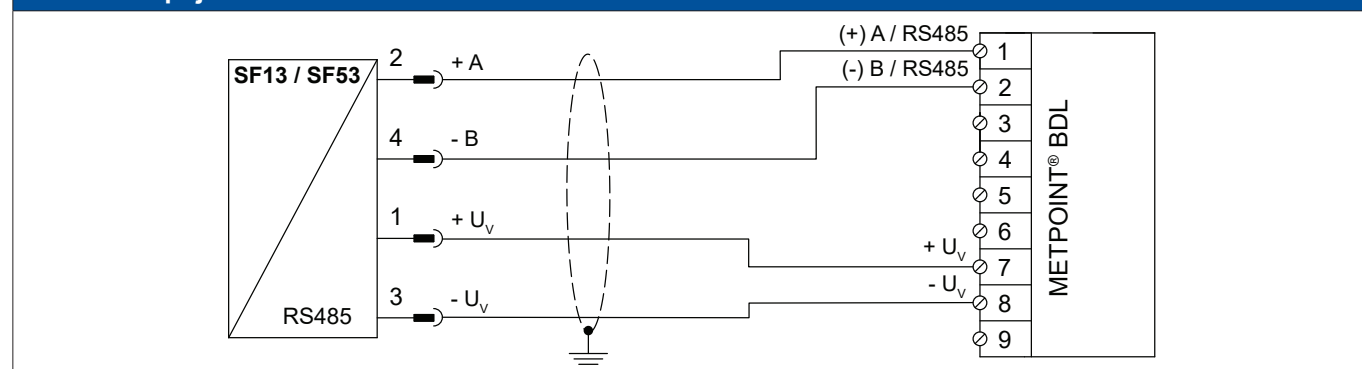 (+) A / RS485
2
+ A
1
SF13 / SF53
(-) B / RS485
2
3
4
- B
4
5
1
+ U_V
6
+ U_V
7
- U_V
3
- U_V
8
RS485
9
METPOINT® BDL